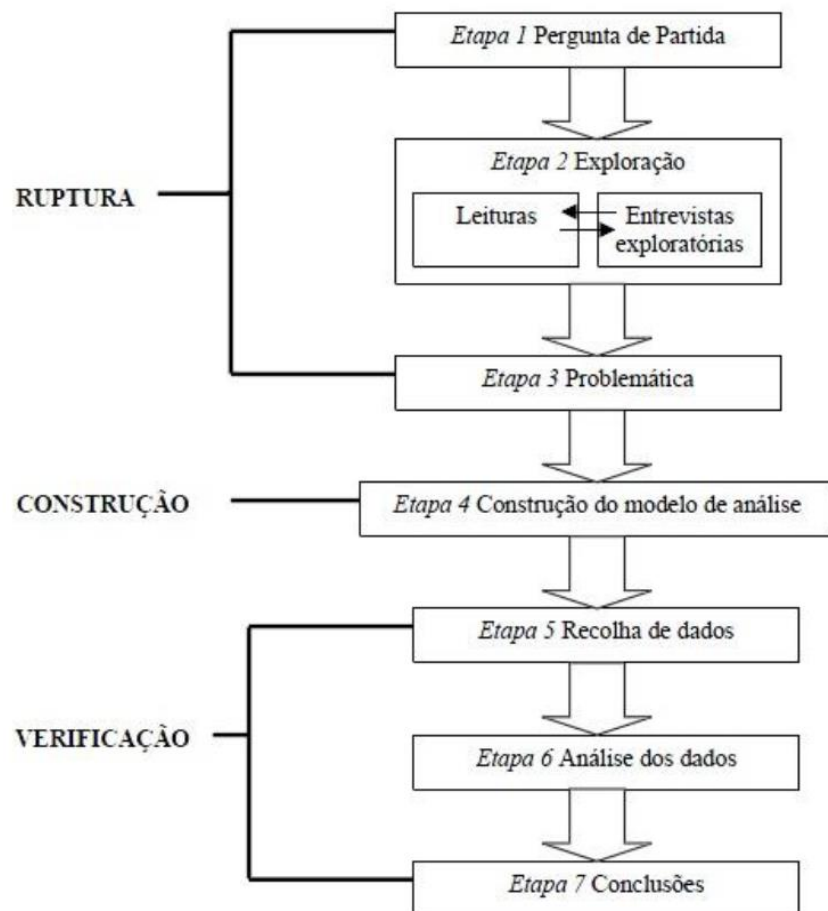 Etapa 1 Pergunta de Partida
Etapa 2 Exploração
RUPTURA
Leituras
Entrevistas
exploratórias
Etapa 3 Problemática
CONSTRUÇÃO
Etapa 4 Construção do modelo de análise
Etapa 5 Recolha de dados
VERIFICAÇÃO
Etapa 6 Análise dos dados
Etapa 7 Conclusões